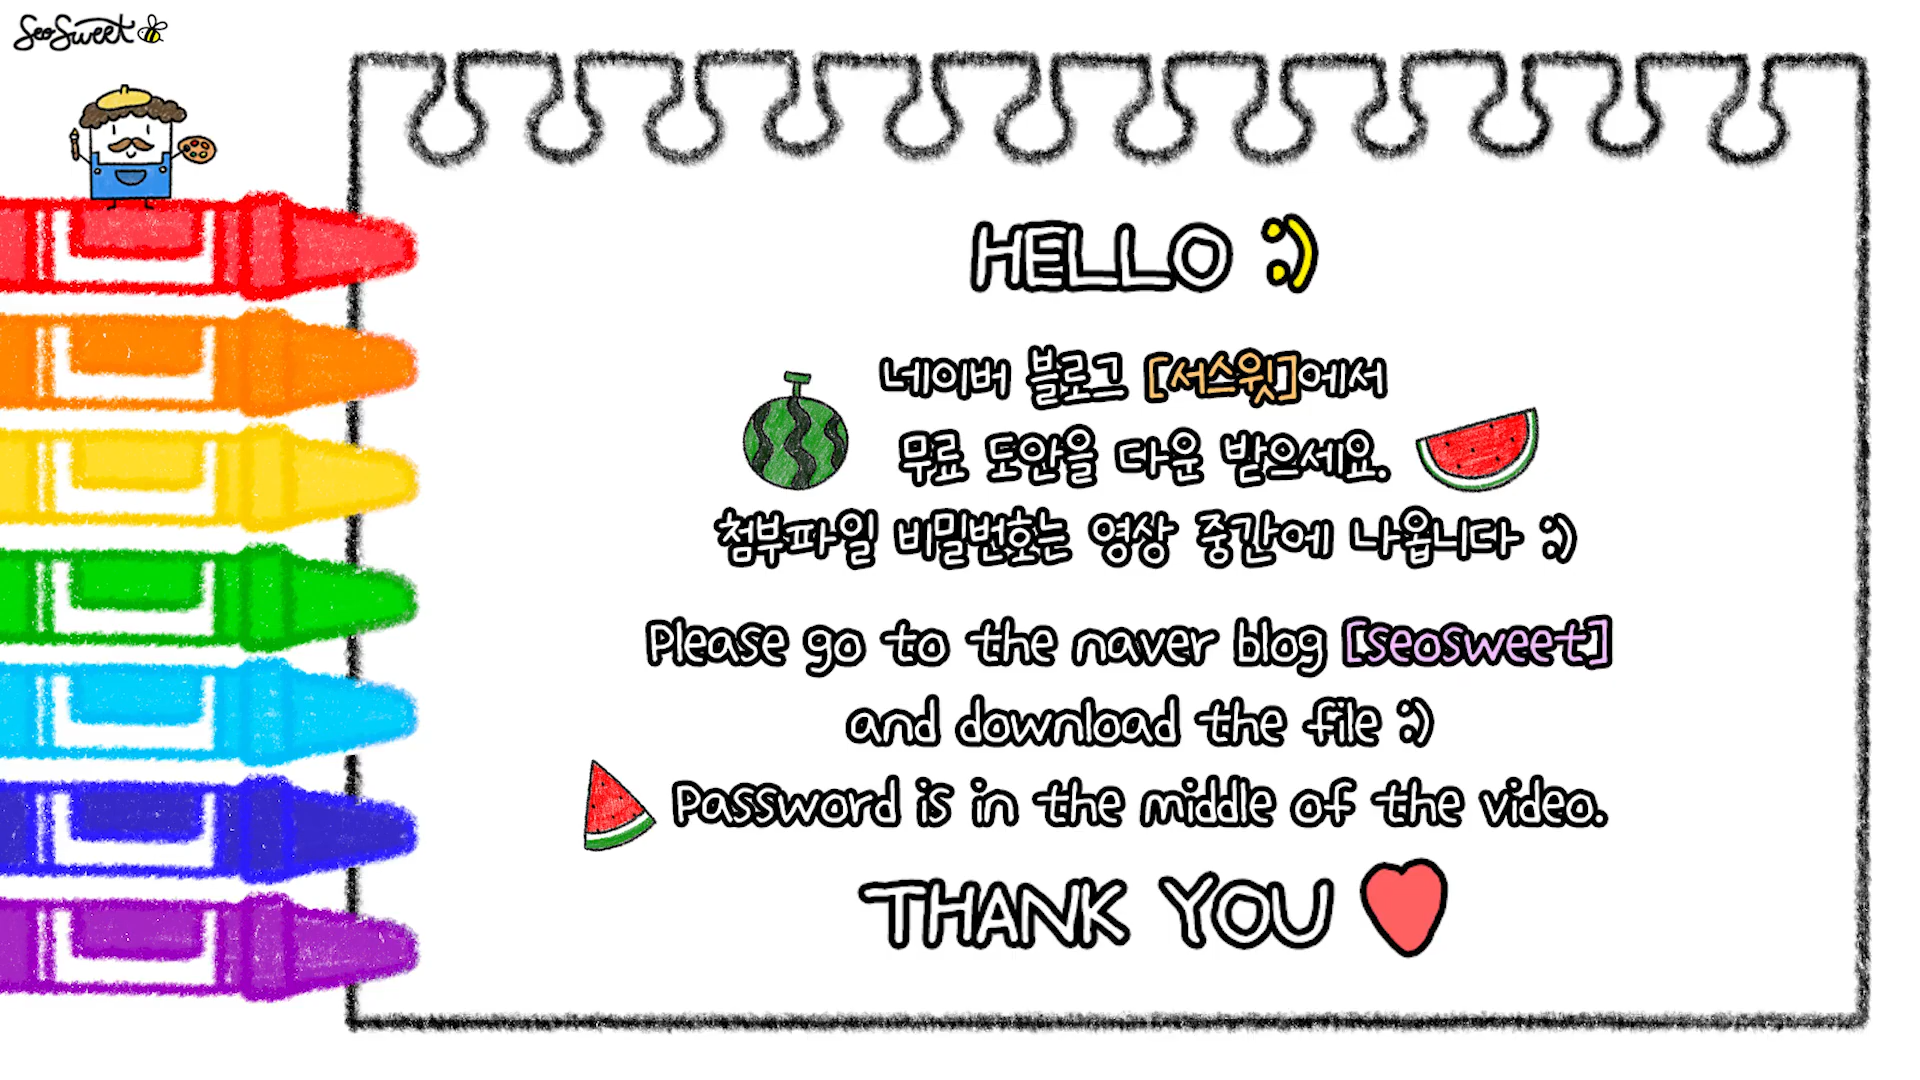 SeoSweet
HELLO :)
네이버 블로그 [서스윗]에서
무료 도안을 다운 받으세요.
첨부파일 비밀번호는 영상 중간에 나옵니다 :)
Please go to the naver blog [seosweet]
and download the file :)
Password is in the middle of the video.
THANK YOU